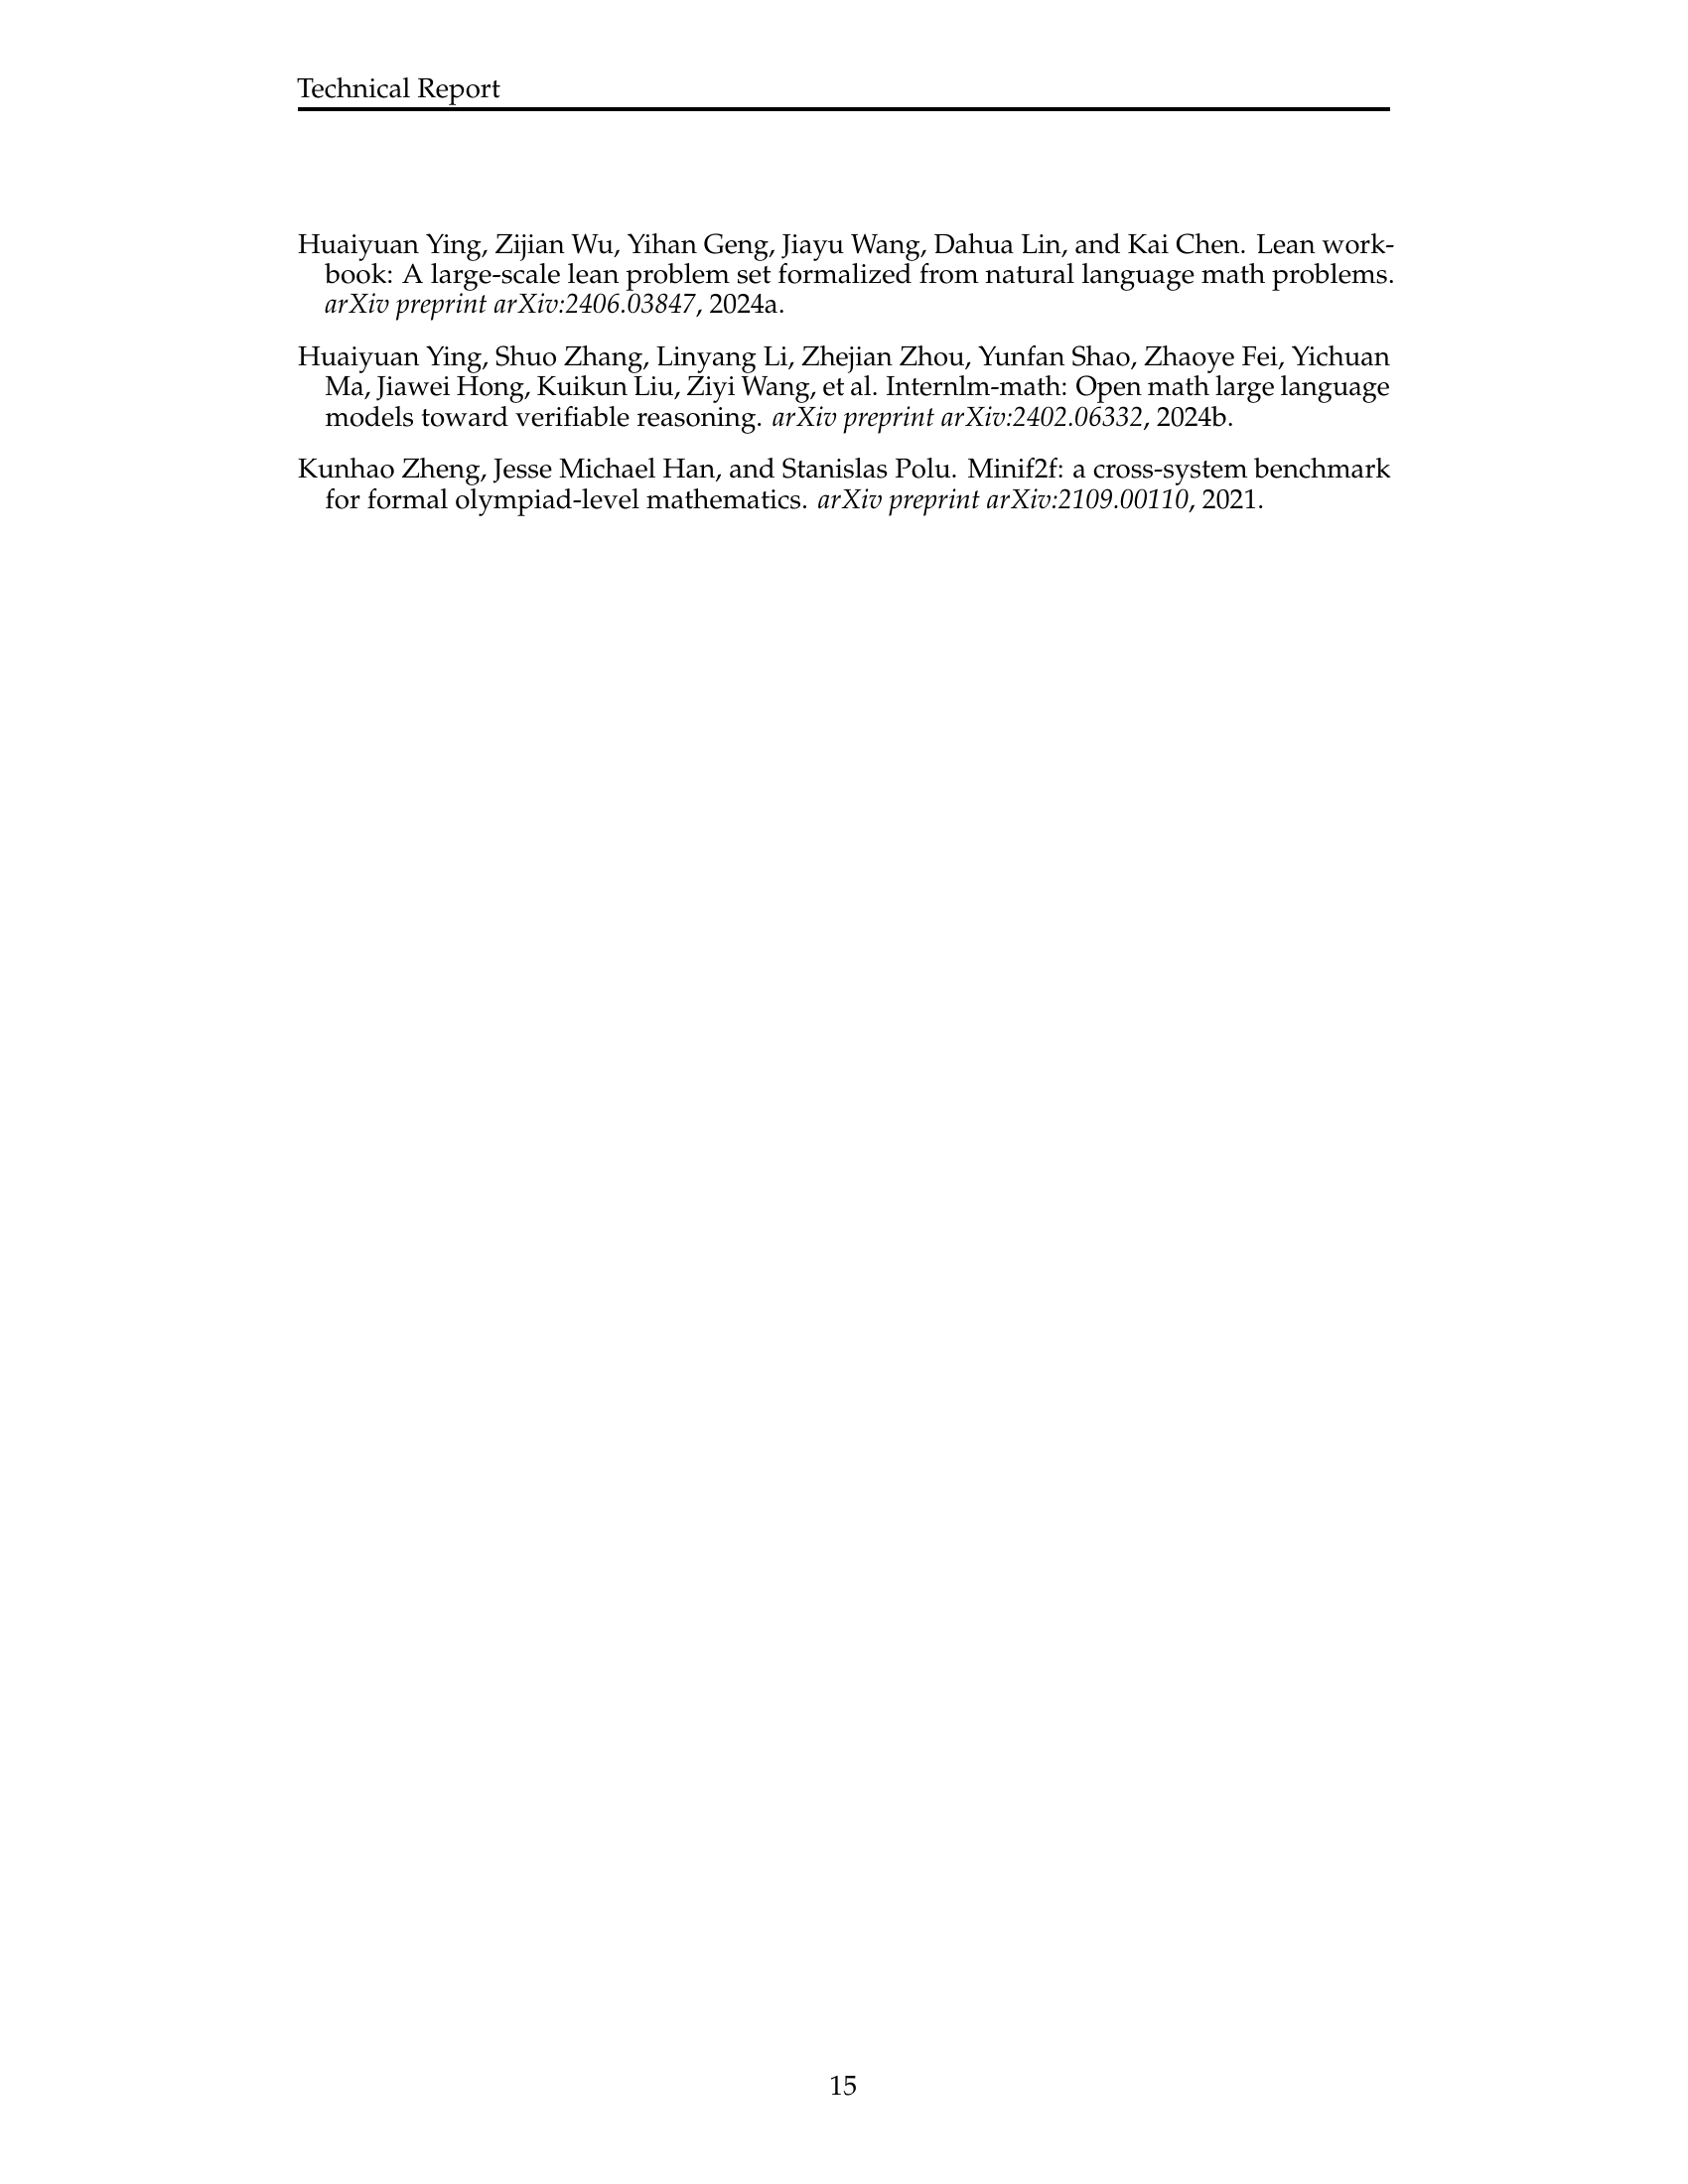 Technical Report
Huaiyuan Ying, Zijian Wu, Yihan Geng, Jiayu Wang, Dahua Lin, and Kai Chen. Lean work-
book: A large-scale lean problem set formalized from natural language math problems.
arXiv preprint arXiv:2406.03847, 2024a.
Huaiyuan Ying, Shuo Zhang, Linyang Li, Zhejian Zhou, Yunfan Shao, Zhaoye Fei, Yichuan
Ma, Jiawei Hong, Kuikun Liu, Ziyi Wang, et al. Internlm-math: Open math large language
models toward verifiable reasoning. arXiv preprint arXiv:2402.06332, 2024b.
Kunhao Zheng, Jesse Michael Han, and Stanislas Polu. Minif2f: a cross-system benchmark
for formal olympiad-level mathematics. arXiv preprint arXiv:2109.00110, 2021.
15